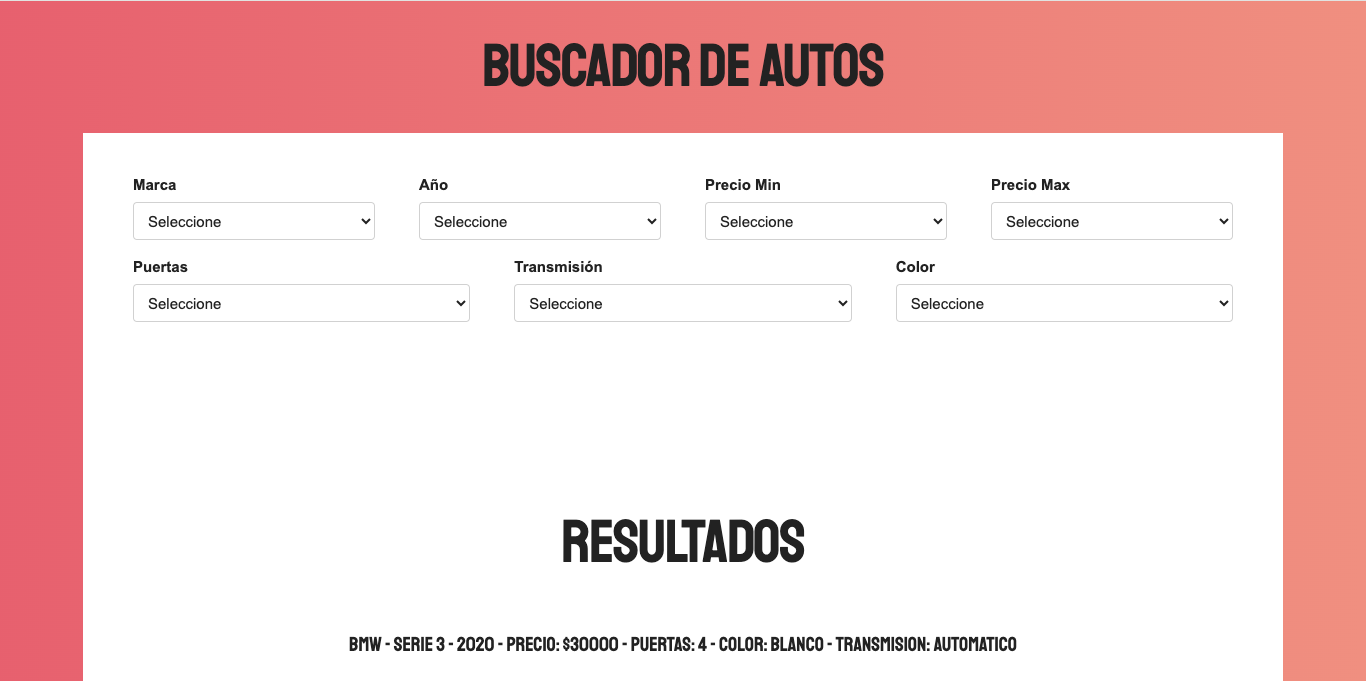 BUSCADOR DE AUTOS
Marca Año Precio Min Precio Max
Seleccione Seleccione Seleccione Seleccione
Puertas Transmisión Color
Seleccione Seleccione Seleccione
RESULTADOS
BMW - SERIE 3 - 2020 - PRECIO: $30000 - PUERTAS: 4 - COLOR: BLANCO - TRANSMISION: AUTOMATICO